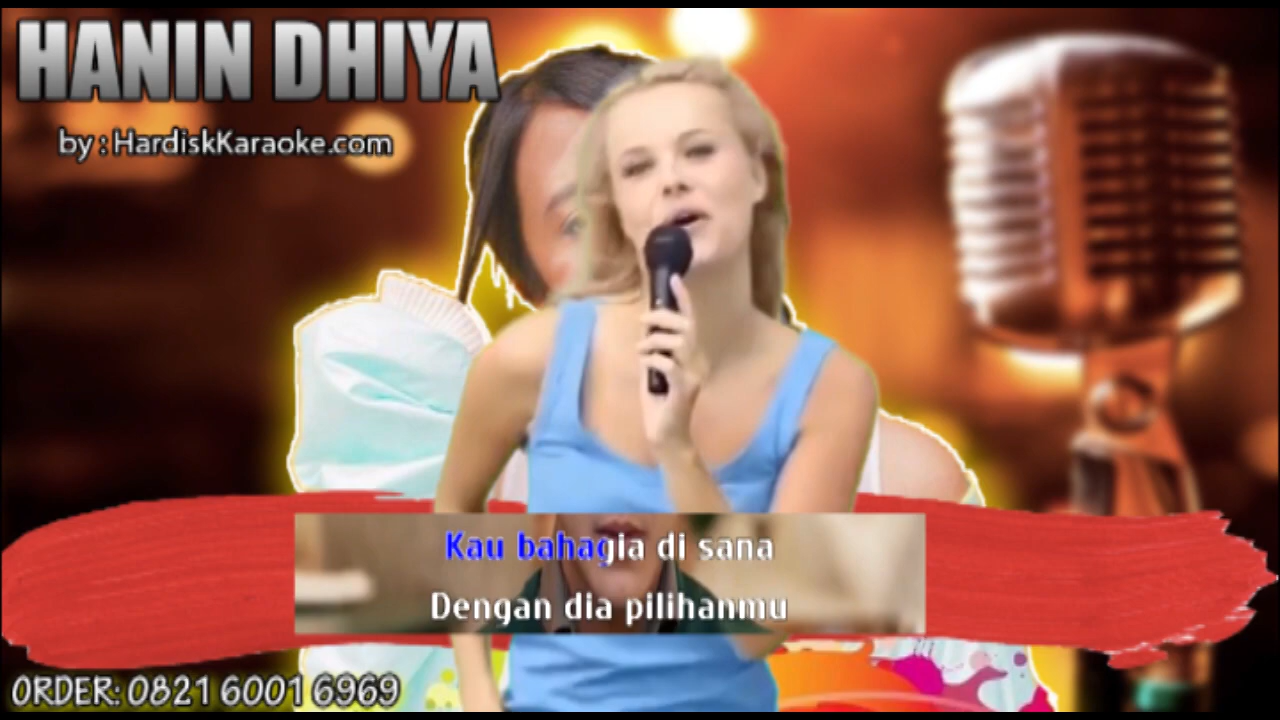 HANIN DHIYA
by : HardiskKaraoke.com
Kau bahagia di sana
Dengan dia pilihanmu
ORDER: 0821 6001 6969